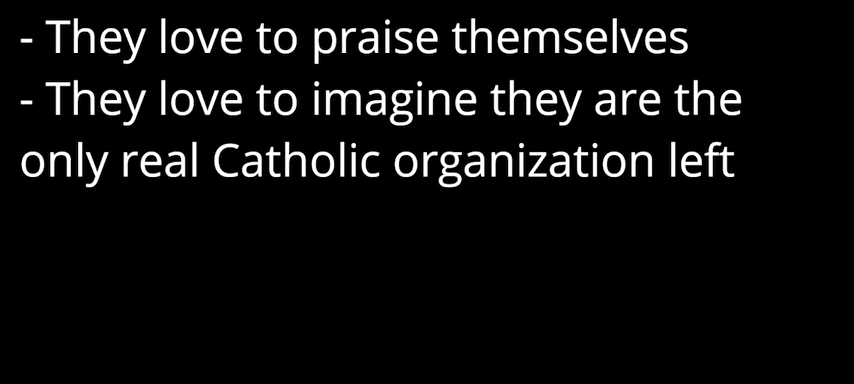 - They love to praise themselves
- They love to imagine they are the
only real Catholic organization left